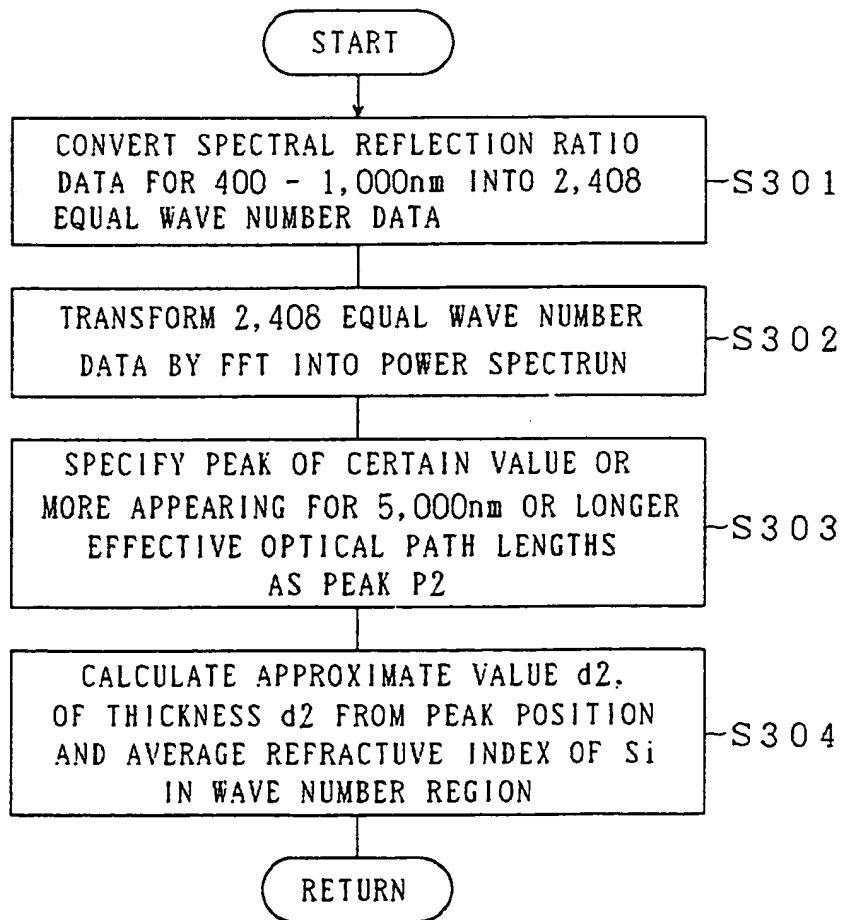 START
CONVERT SPECTRAL REFLECTION RATIO
DATA FOR 400 - 1,000nm INTO 2,408
EQUAL WAVE NUMBER DATA
S301
TRANSFORM 2,408 EQUAL WAVE NUMBER
DATA BY FFT INTO POWER SPECTRUN
S302
SPECIFY PEAK OF CERTAIN VALUE OR
MORE APPEARING FOR 5,000nm OR LONGER
EFFECTIVE OPTICAL PATH LENGTHS
AS PEAK P2
S303
CALCULATE APPROXIMATE VALUE d2,
OF THICKNESS d2 FROM PEAK POSITION
AND AVERAGE REFRACTUVE INDEX OF Si
IN WAVE NUMBER REGION
S304
RETURN